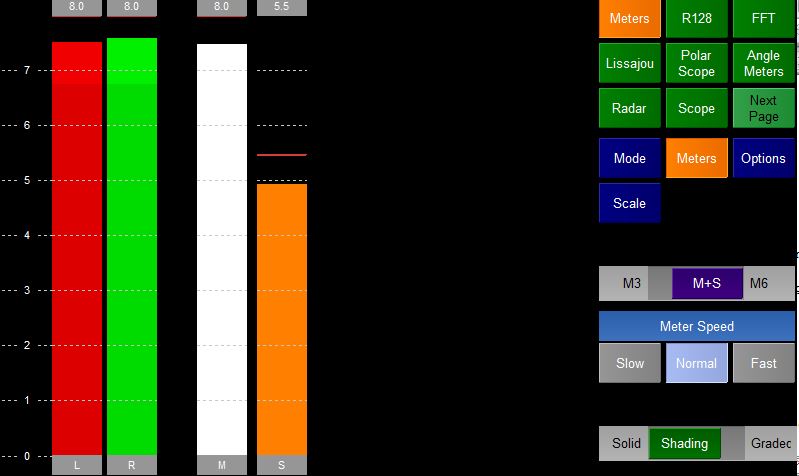 8.0 8.0 8.0 5.5
7
6
5
4
3
2
1
0
L R M S
Meters R128 FFT
Lissajou Polar Scope Angle Meters
Radar Scope Next Page
Mode Meters Options
Scale
M3 M+S M6
Meter Speed
Slow Normal Fast
Solid Shading Graded